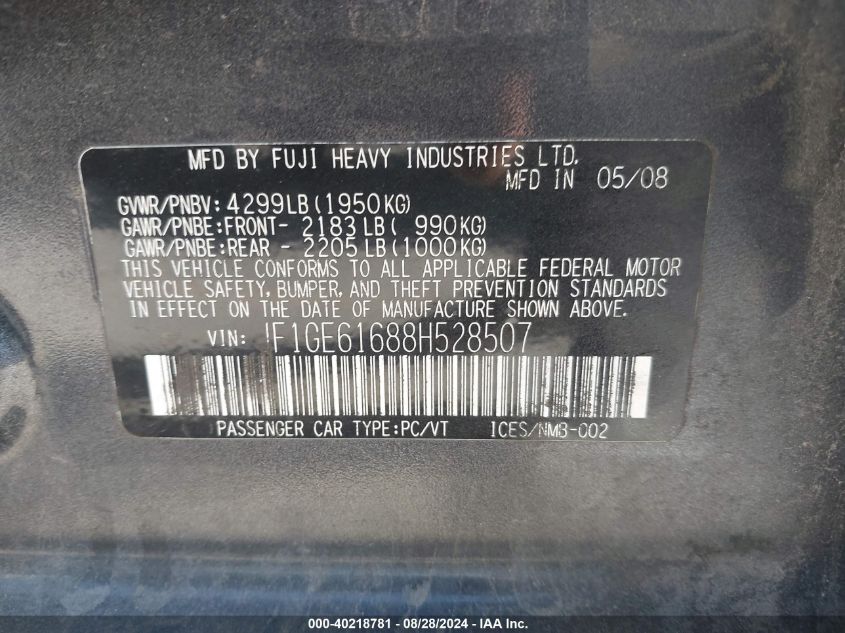 MFD BY FUJI HEAVY INDUSTRIES LTD.
MFD IN 05/08
GVWR/PNBV: 4299LB(1950KG)
GAWR/PNBE:FRONT- 2183LB( 990KG)
GAWR/PNBE:REAR - 2205LB(1000KG)
THIS VEHICLE CONFORMS TO ALL APPLICABLE FEDERAL MOTOR
VEHICLE SAFETY, BUMPER, AND THEFT PREVENTION STANDARDS
IN EFFECT ON THE DATE OF MANUFACTURE SHOWN ABOVE.
VIN: JF1GE61688H528507
PASSENGER CAR TYPE:PC/VT ICES/NMB-002
000-40218781 - 08/28/2024 - IAA Inc.